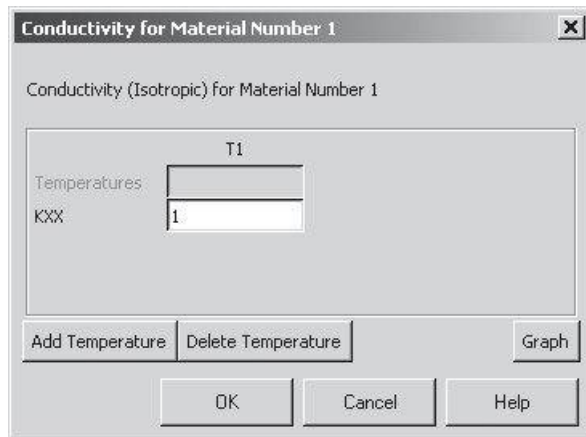 Conductivity for Material Number 1
Conductivity (Isotropic) for Material Number 1
T1
Temperatures
KXX 1
Add Temperature Delete Temperature Graph
OK Cancel Help